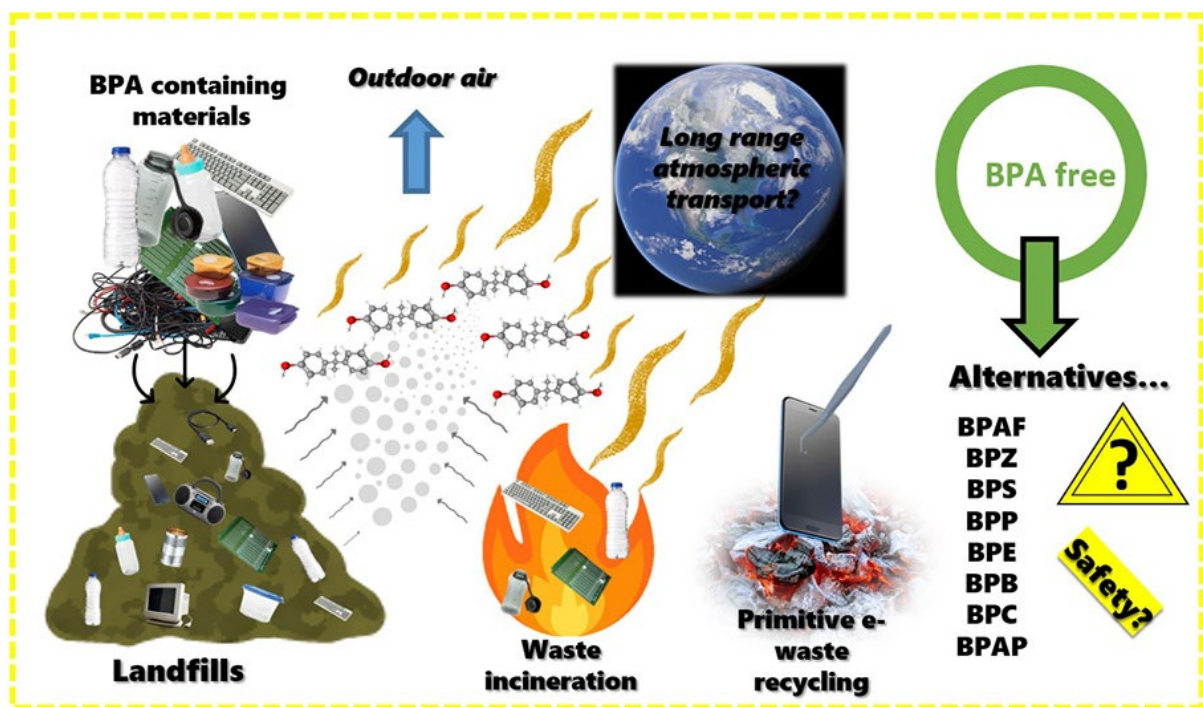 BPA containing
materials
Outdoor air
Long range
atmospheric
transport?
BPA free
Alternatives...
BPAF
BPZ
BPS
BPP
BPE
BPB
BPC
BPAP
?
Safety?
Landfills
Waste
incineration
Primitive e-
waste
recycling